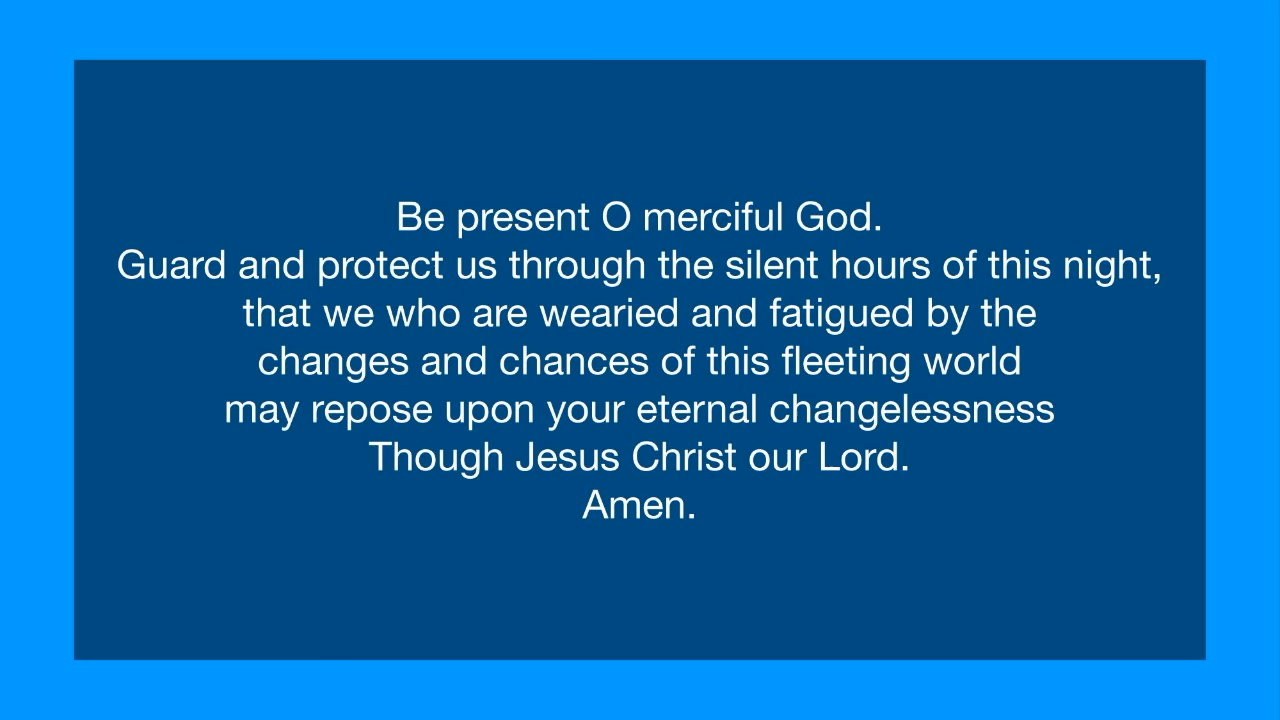 Be present O merciful God.
Guard and protect us through the silent hours of this night,
that we who are wearied and fatigued by the
changes and chances of this fleeting world
may repose upon your eternal changelessness
Though Jesus Christ our Lord.
Amen.